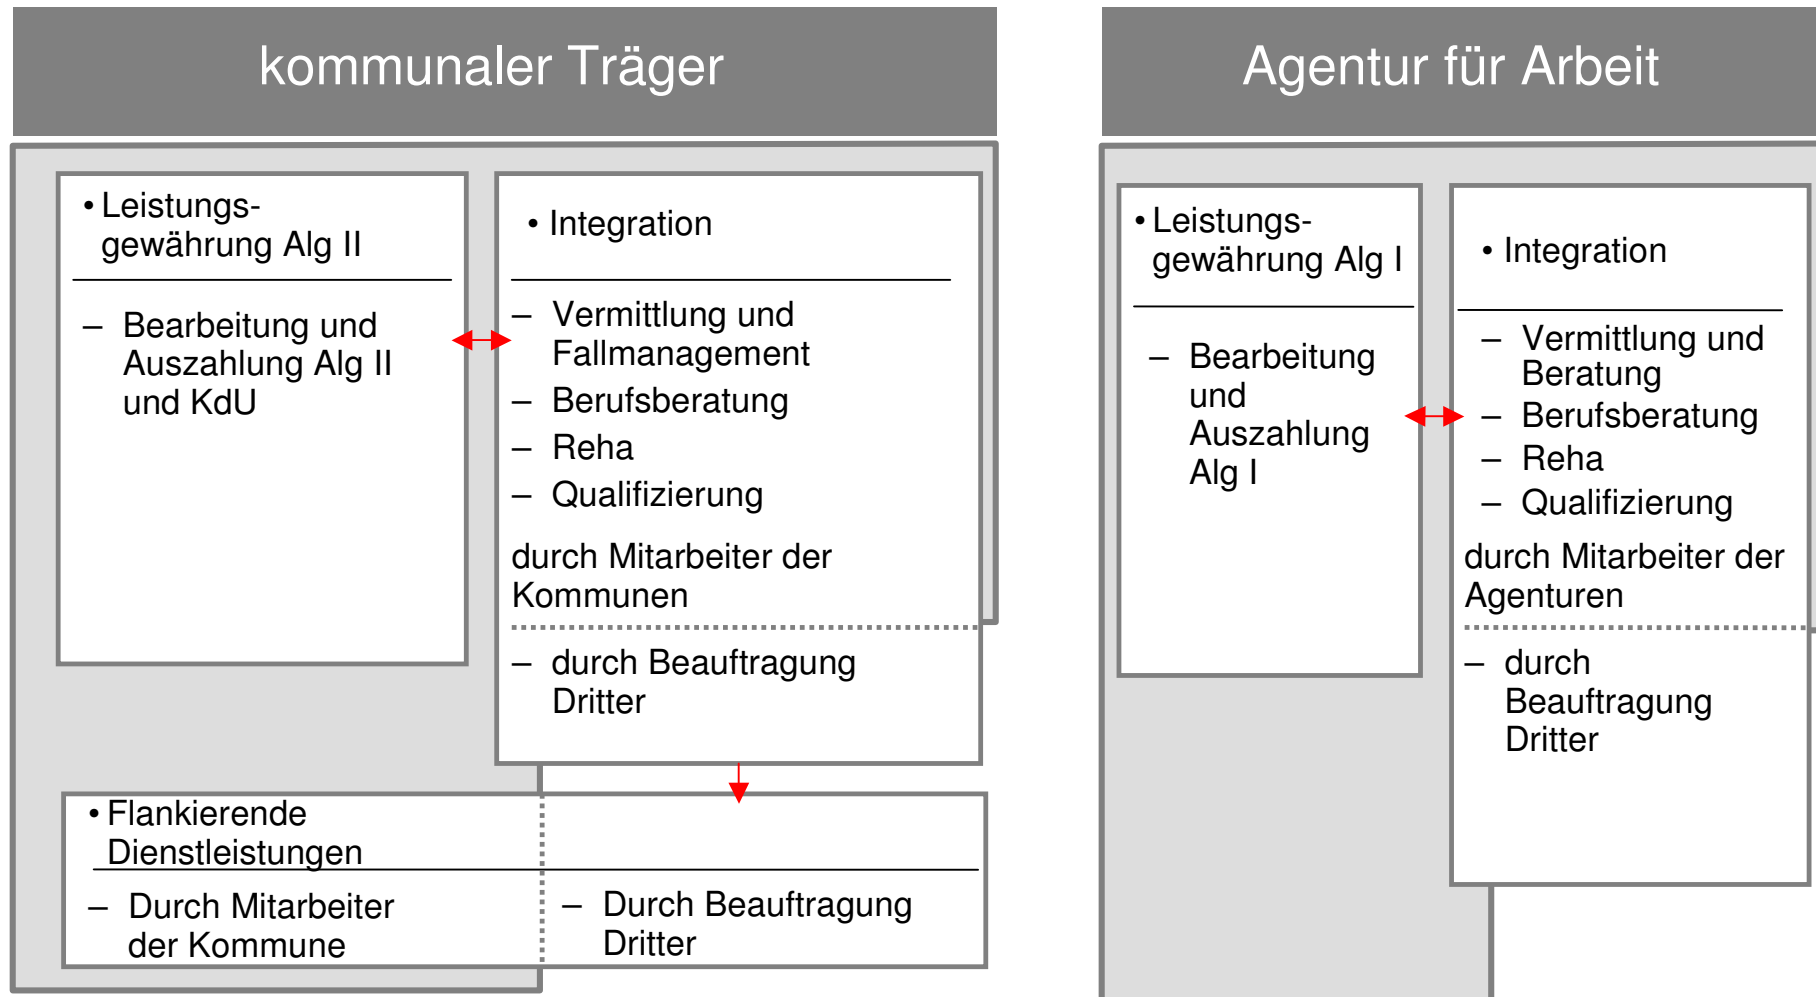 kommunaler Träger
• Leistungs-
gewährung Alg II
– Bearbeitung und
Auszahlung Alg II
und KdU
• Integration
– Vermittlung und
Fallmanagement
– Berufsberatung
– Reha
– Qualifizierung
durch Mitarbeiter der
Kommunen
– durch Beauftragung
Dritter
• Flankierende
Dienstleistungen
– Durch Mitarbeiter
der Kommune
– Durch Beauftragung
Dritter
Agentur für Arbeit
• Leistungs-
gewährung Alg I
– Bearbeitung
und
Auszahlung
Alg I
• Integration
– Vermittlung und
Beratung
– Berufsberatung
– Reha
– Qualifizierung
durch Mitarbeiter der
Agenturen
– durch
Beauftragung
Dritter